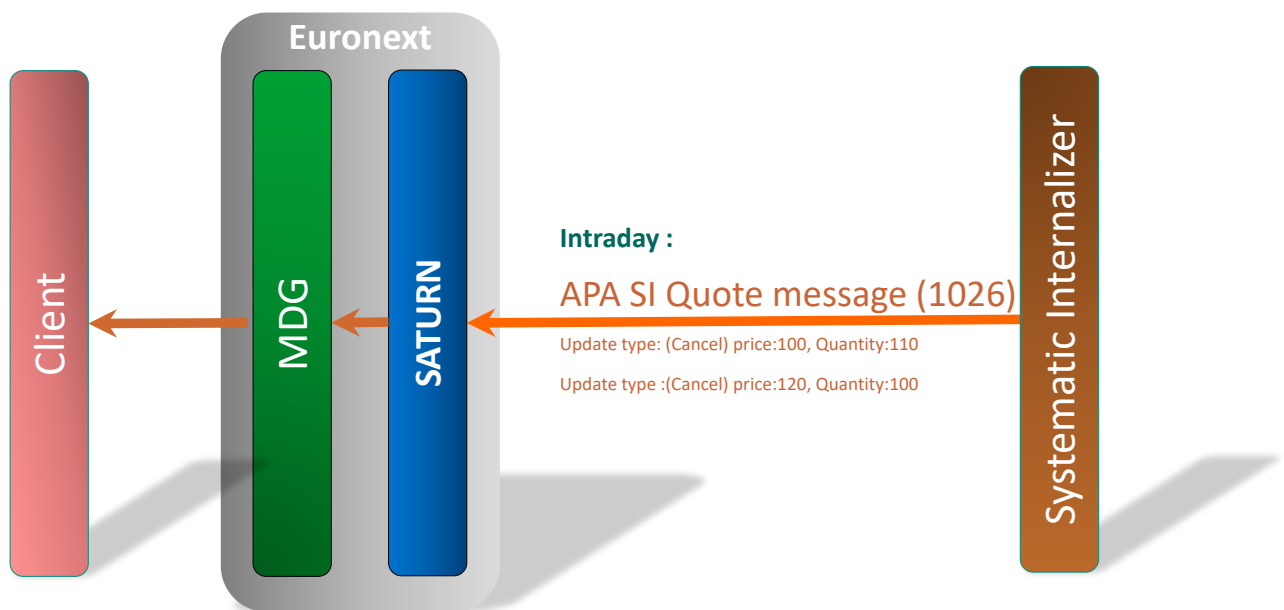 Euronext
Client
MDG
SATURN
Intraday :
APA SI Quote message (1026)
Update type: (Cancel) price:100, Quantity:110
Update type :(Cancel) price:120, Quantity:100
Systematic Internalizer